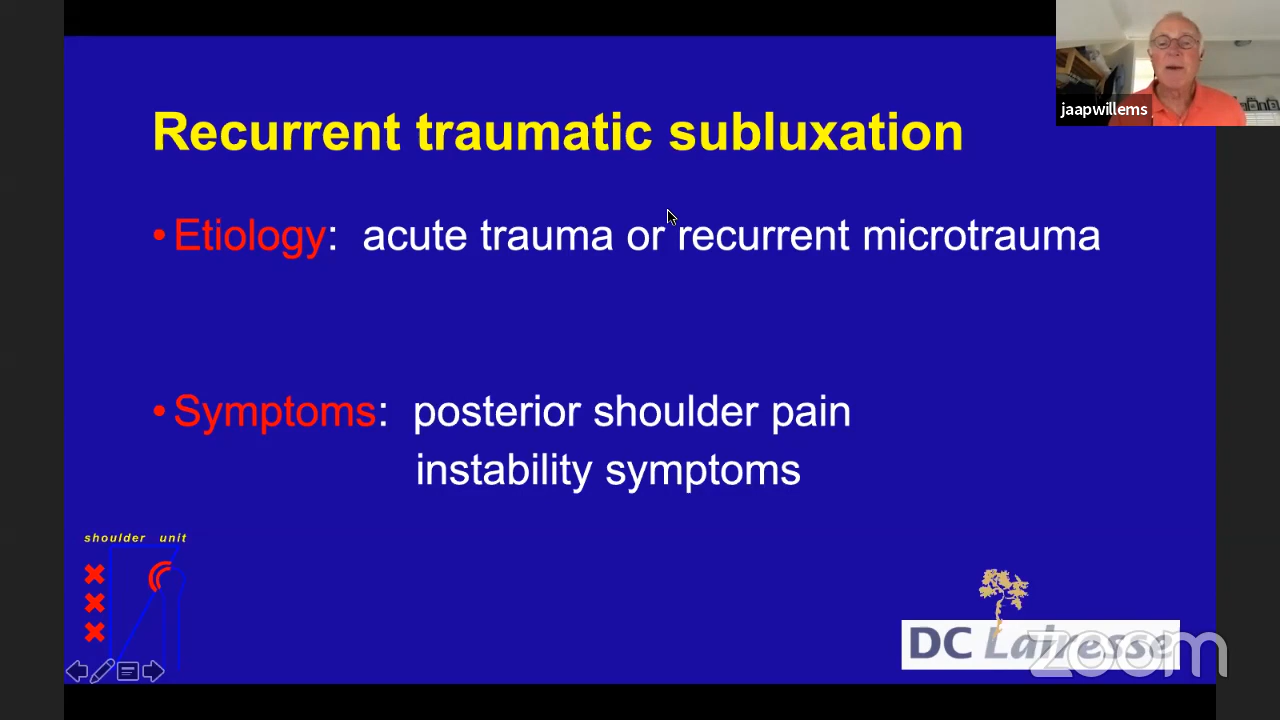 jaapwillems
Recurrent traumatic subluxation
• Etiology: acute trauma or recurrent microtrauma
• Symptoms: posterior shoulder pain
instability symptoms
shoulder unit
DC Lairesse
zoom